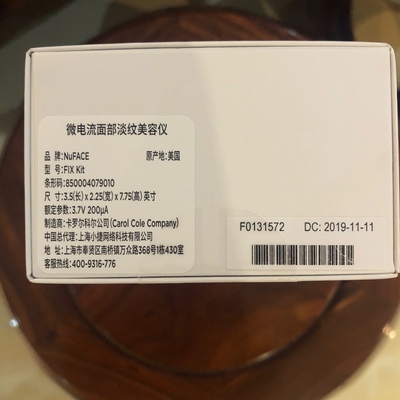 微电流面部淡纹美容仪
品 牌:NuFACE 原产地:美国
型 号:FIX Kit
条形码:850004079010
尺 寸:3.5(长) x 2.25(宽) x 7.75(高) 英寸
额定参数:3.7V 200μA
制造商:卡罗尔科尔公司(Carol Cole Company)
中国总代理:上海小捷网络科技有限公司
地 址:上海市奉贤区南桥镇万众路368号1栋430室
客服热线:400-9316-776
F0131572 DC: 2019-11-11